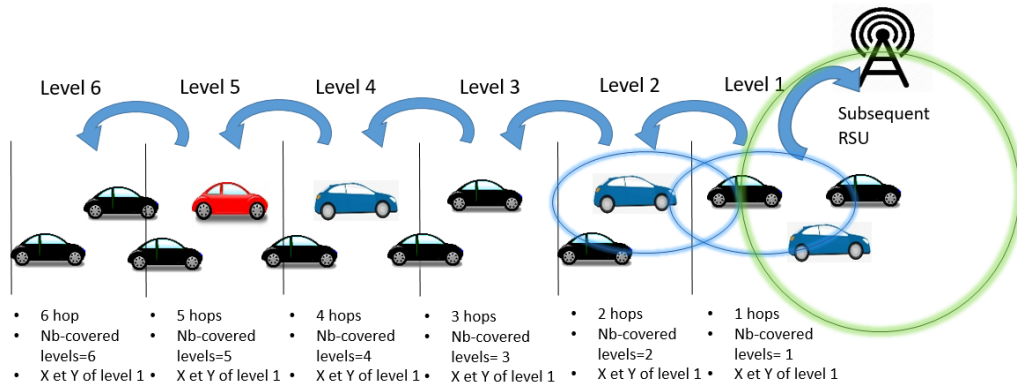 Level 6
Level 5
Level 4
Level 3
Level 2
Level 1
Subsequent
RSU
• 6 hop
• Nb-covered
levels=6
• X et Y of level 1
• 5 hops
• Nb-covered
levels=5
• X et Y of level 1
• 4 hops
• Nb-covered
levels=4
• X et Y of level 1
• 3 hops
• Nb-covered
levels= 3
• X et Y of level 1
• 2 hops
• Nb-covered
levels=2
• X et Y of level 1
• 1 hops
• Nb-covered
levels= 1
• X et Y of level 1